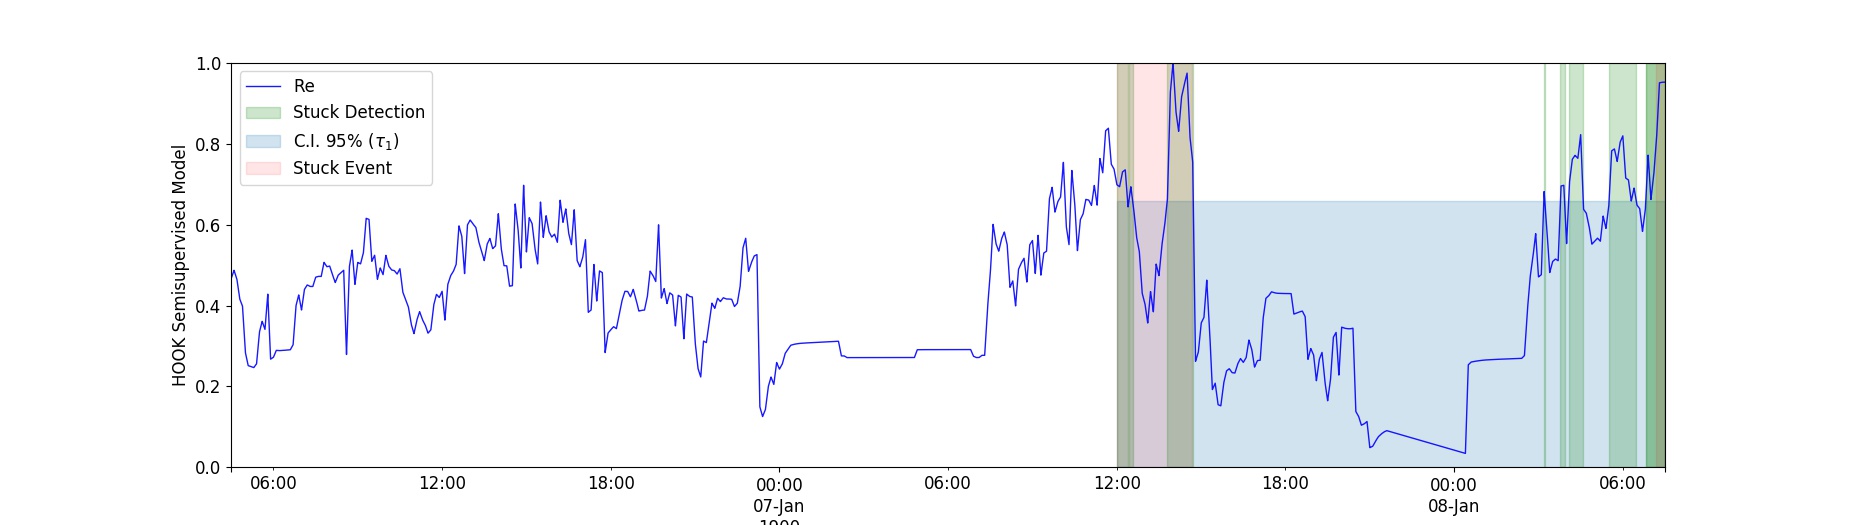 HOOK Semisupervised Model
1.0
0.8
0.6
0.4
0.2
0.0
Re
Stuck Detection
C.I. 95% (τ₁)
Stuck Event
06:00 12:00 18:00 00:00 06:00 12:00 18:00 00:00 06:00
07-Jan 08-Jan
1900